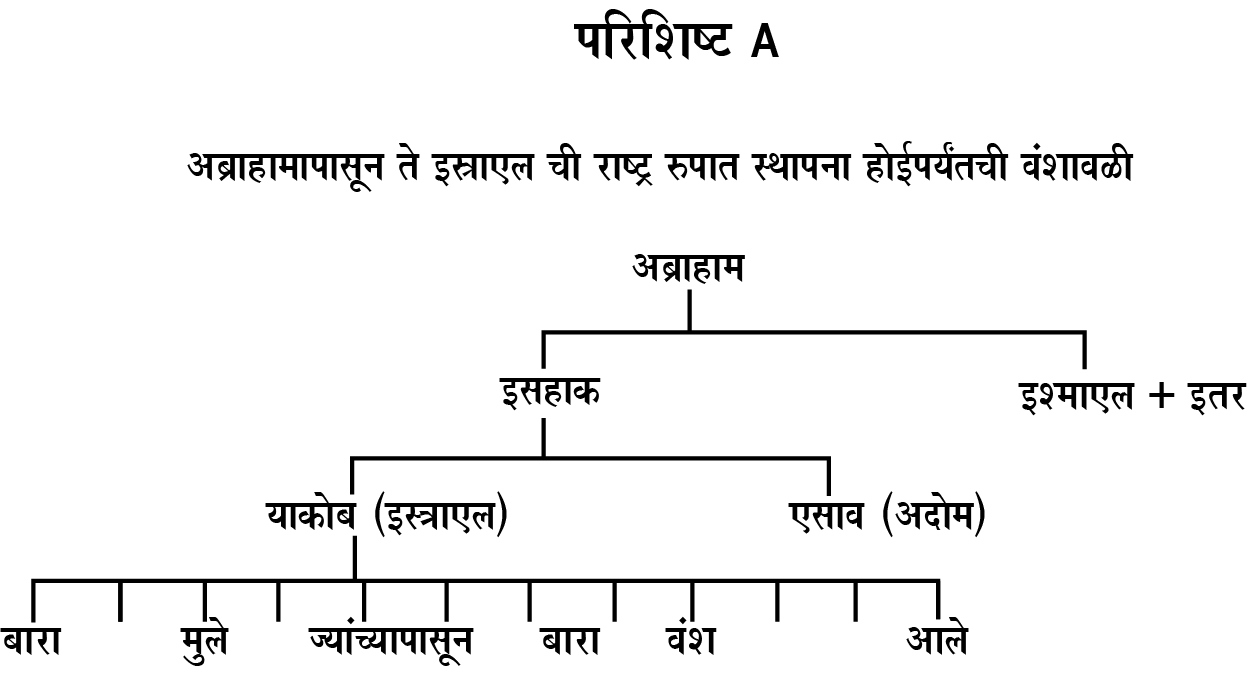 परिशिष्ट A
अब्राहामापासून ते इस्राएल ची राष्ट्र रुपात स्थापना होईपर्यंतची वंशावळी
अब्राहाम
इसहाक इश्माएल + इतर
याकोब (इस्त्राएल) एसाव (अदोम)
बारा मुले ज्यांच्यापासून बारा वंश आले